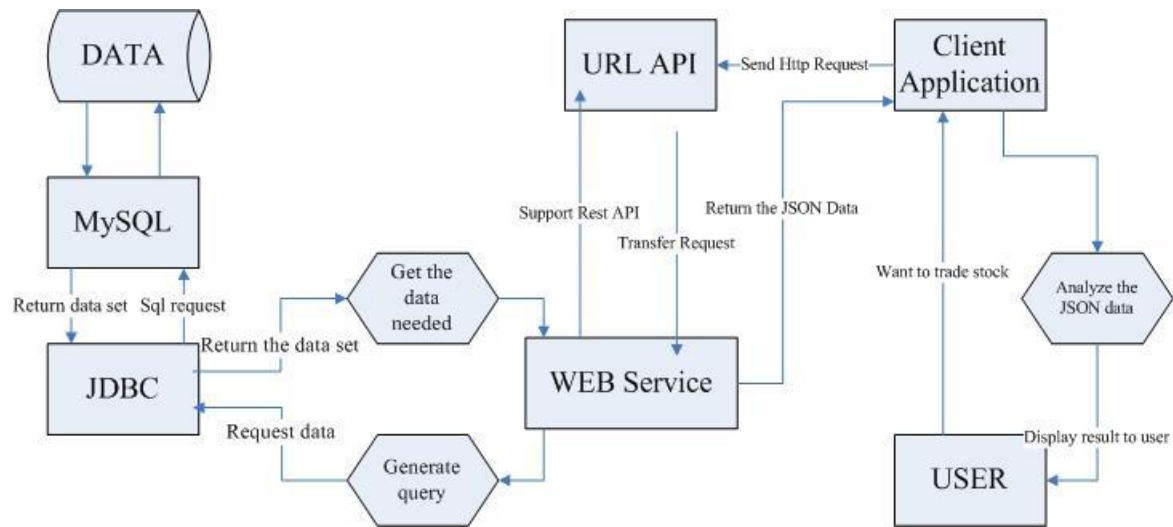 DATA
URL API
Send Http Request
Client
Application
MySQL
Support Rest API
Return the JSON Data
Transfer Request
Want to trade stock
Get the
data
needed
Analyze the
JSON data
Return data set
Sql request
Return the data set
JDBC
WEB Service
Request data
Generate
query
Display result to user
USER